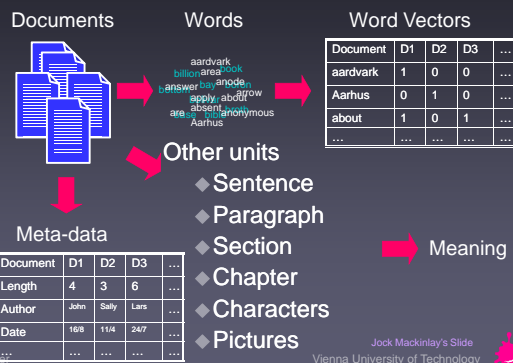 Documents
Words
Word Vectors
aardvark
billion area book
answer bay baron
anode
arrow
apply about
absent anonymous
are base bible
Aarhus
Document D1 D2 D3 ...
aardvark 1 0 0 ...
Aarhus 0 1 0 ...
about 1 0 1 ...
... ... ... ... ...
Other units
Sentence
Paragraph
Section
Chapter
Characters
Pictures
Meaning
Meta-data
Document D1 D2 D3 ...
Length 4 3 6 ...
Author John Sally Lars ...
Date 16/8 11/4 24/7 ...
... ... ... ... ...
Jock Mackinlay's Slide
Vienna University of Technology